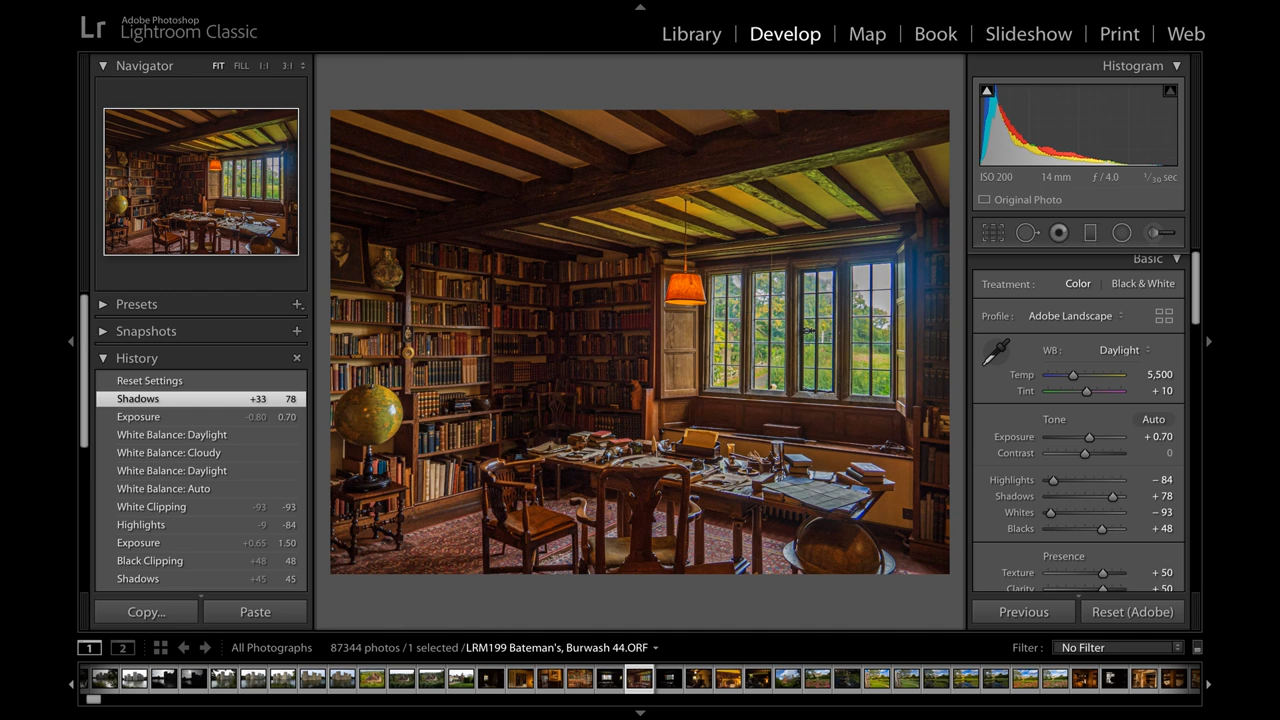 Lr
Adobe Photoshop
Lightroom Classic
Library | Develop | Map | Book | Slideshow | Print | Web
Navigator FIT FILL 1:1 3:1
Presets
Snapshots
History
Reset Settings
Shadows +33 78
Exposure -0.80 0.70
White Balance: Daylight
White Balance: Cloudy
White Balance: Daylight
White Balance: Auto
White Clipping -93 -93
Highlights -9 -84
Exposure +0.65 1.50
Black Clipping +48 48
Shadows +45 45
Copy... Paste
Histogram
ISO 200 14 mm ƒ / 4.0 1/30 sec
Original Photo
Basic
Treatment : Color | Black & White
Profile : Adobe Landscape
WB : Daylight
Temp 5,500
Tint + 10
Tone Auto
Exposure + 0.70
Contrast 0
Highlights – 84
Shadows + 78
Whites – 93
Blacks + 48
Presence
Texture + 50
Clarity + 50
Previous Reset (Adobe)
1 2 All Photographs 87344 photos / 1 selected / LRM199 Bateman's, Burwash 44.ORF Filter : No Filter